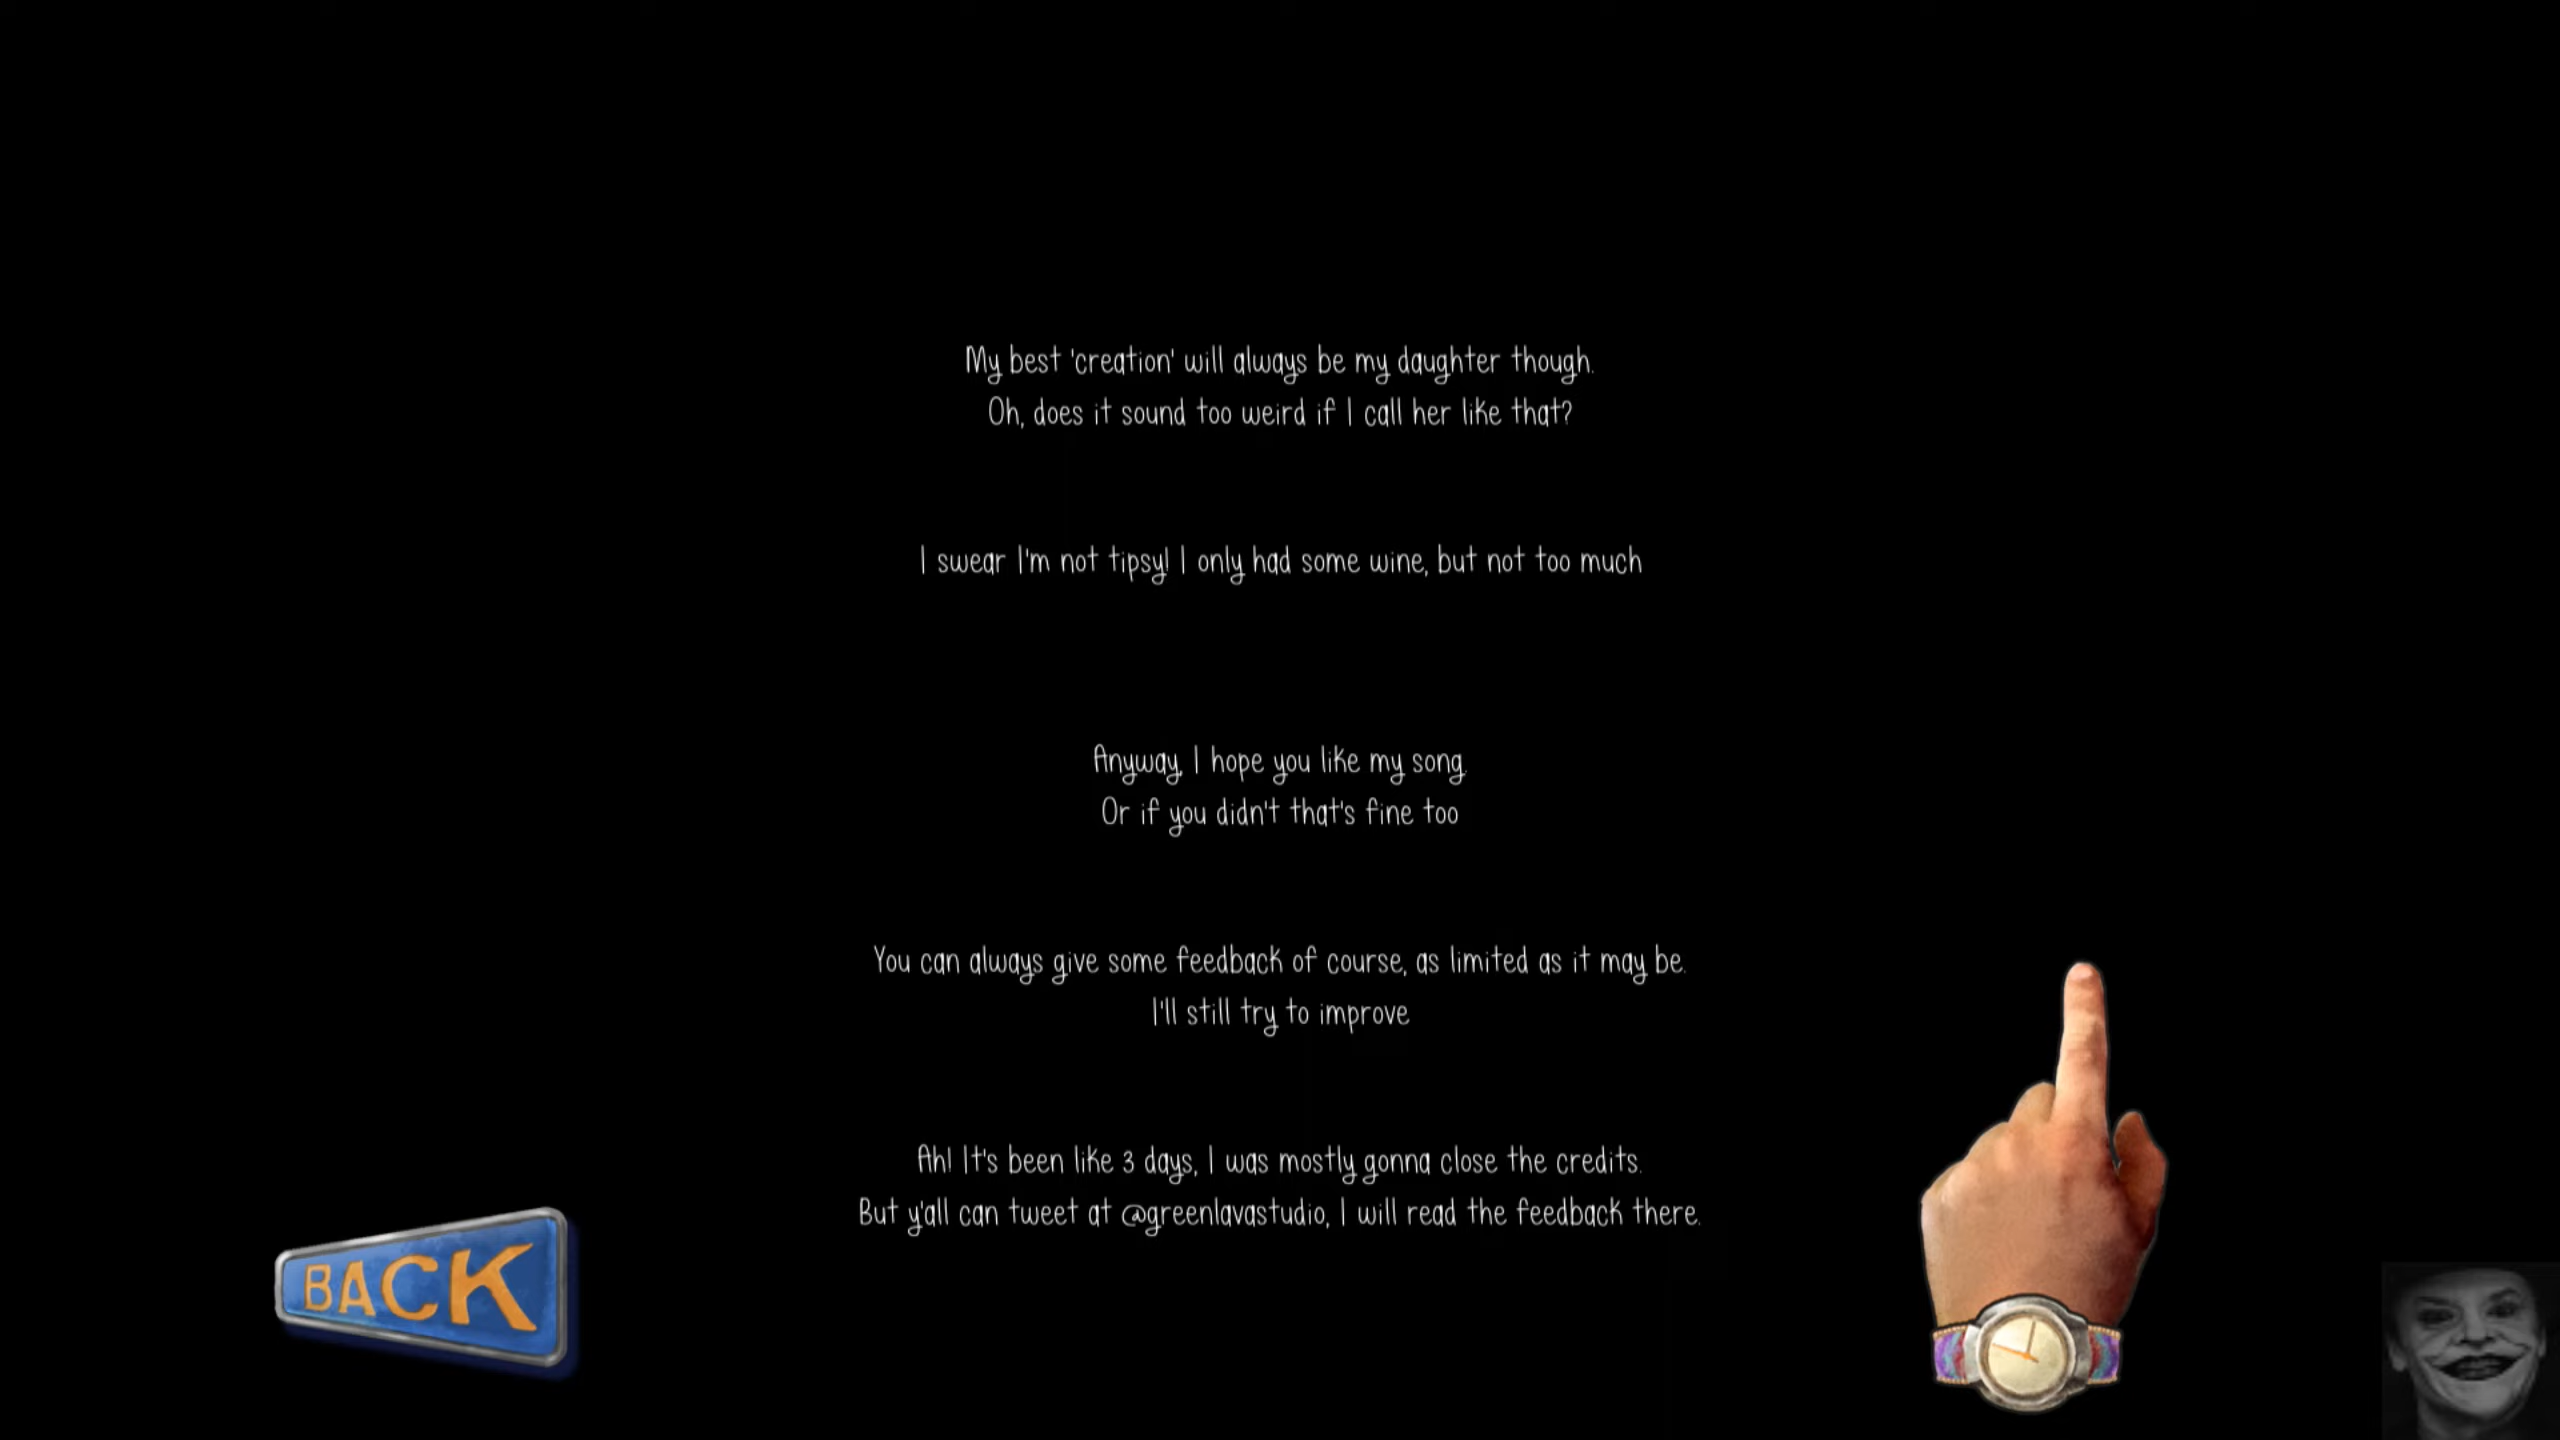 My best 'creation' will always be my daughter though.
Oh, does it sound too weird if I call her like that?
I swear I'm not tipsy! I only had some wine, but not too much
Anyway, I hope you like my song.
Or if you didn't that's fine too
You can always give some feedback of course, as limited as it may be.
I'll still try to improve
Ah! It's been like 3 days, I was mostly gonna close the credits.
But y'all can tweet at @greenlavastudio, I will read the feedback there.
BACK